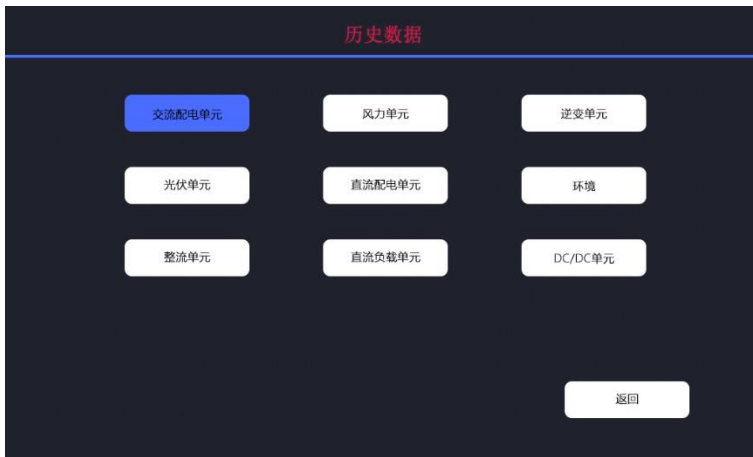 历史数据
交流配电单元
风力单元
逆变单元
光伏单元
直流配电单元
环境
整流单元
直流负载单元
DC/DC单元
返回